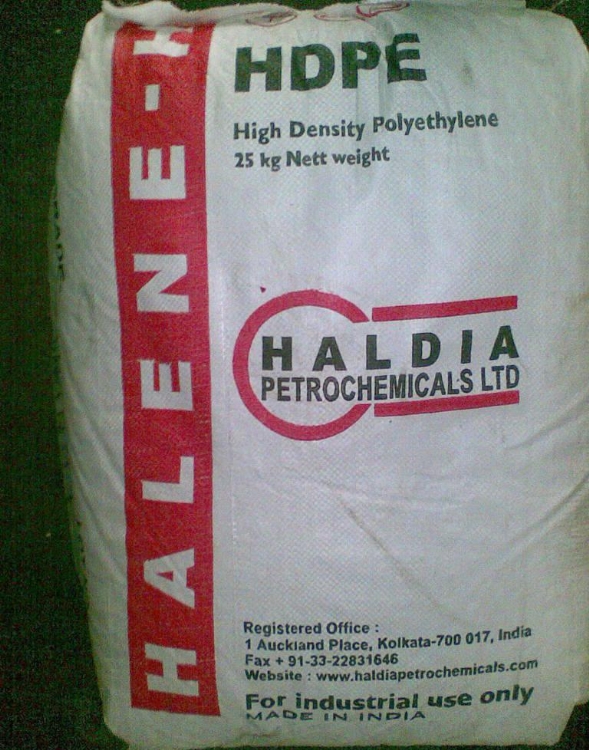 HALENE-H
HDPE
High Density Polyethylene
25 kg Nett weight
HALDIA
PETROCHEMICALS LTD
Registered Office :
1 Auckland Place, Kolkata-700 017, India
Fax + 91-33-22831646
Website : www.haldiapetrochemicals.com
For industrial use only
MADE IN INDIA